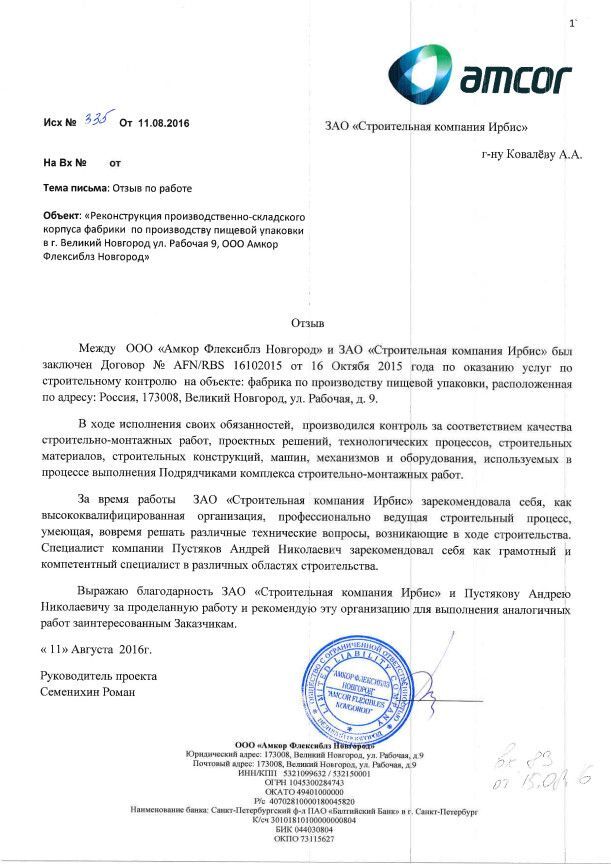 1
amcor
Исх № 335 От 11.08.2016
ЗАО «Строительная компания Ирбис»
г-ну Ковалёву А.А.
На Вх № от
Тема письма: Отзыв по работе
Объект: «Реконструкция производственно-складского
корпуса фабрики по производству пищевой упаковки
в г. Великий Новгород ул. Рабочая 9, ООО Амкор
Флексиблз Новгород»
Отзыв
Между ООО «Амкор Флексиблз Новгород» и ЗАО «Строительная компания Ирбис» был
заключен Договор № AFN/RBS 16102015 от 16 Октября 2015 года по оказанию услуг по
строительному контролю на объекте: фабрика по производству пищевой упаковки, расположенная
по адресу: Россия, 173008, Великий Новгород, ул. Рабочая, д. 9.
В ходе исполнения своих обязанностей, производился контроль за соответствием качества
строительно-монтажных работ, проектных решений, технологических процессов, строительных
материалов, строительных конструкций, машин, механизмов и оборудования, используемых в
процессе выполнения Подрядчиками комплекса строительно-монтажных работ.
За время работы ЗАО «Строительная компания Ирбис» зарекомендовала себя, как
высококвалифицированная организация, профессионально ведущая строительный процесс,
умеющая, вовремя решать различные технические вопросы, возникающие в ходе строительства.
Специалист компании Пустяков Андрей Николаевич зарекомендовал себя как грамотный и
компетентный специалист в различных областях строительства.
Выражаю благодарность ЗАО «Строительная компания Ирбис» и Пустякову Андрею
Николаевичу за проделанную работу и рекомендую эту организацию для выполнения аналогичных
работ заинтересованным Заказчикам.
« 11» Августа 2016г.
Руководитель проекта
Семенихин Роман
ОБЩЕСТВО С ОГРАНИЧЕННОЙ ОТВЕТСТВЕННОСТЬЮ
LIMITED LIABILITY COMPANY
"АМКОР ФЛЕКСИБЛЗ
НОВГОРОД"
"AMCOR FLEXIBLES
NOVGOROD"
ООО «Амкор Флексиблз Новгород»
Юридический адрес: 173008, Великий Новгород, ул. Рабочая, д.9
Почтовый адрес: 173008, Великий Новгород, ул. Рабочая, д.9
ИНН/КПП 5321099632 / 532150001
ОГРН 1045300284743
ОКАТО 49401000000
Р/с 40702810000180045820
Наименование банка: Санкт-Петербургский ф-л ПАО «Балтийский Банк» в г. Санкт-Петербург
К/сч 30101810100000000804
БИК 044030804
ОКПО 73115627
вх 83
от 15.08.16